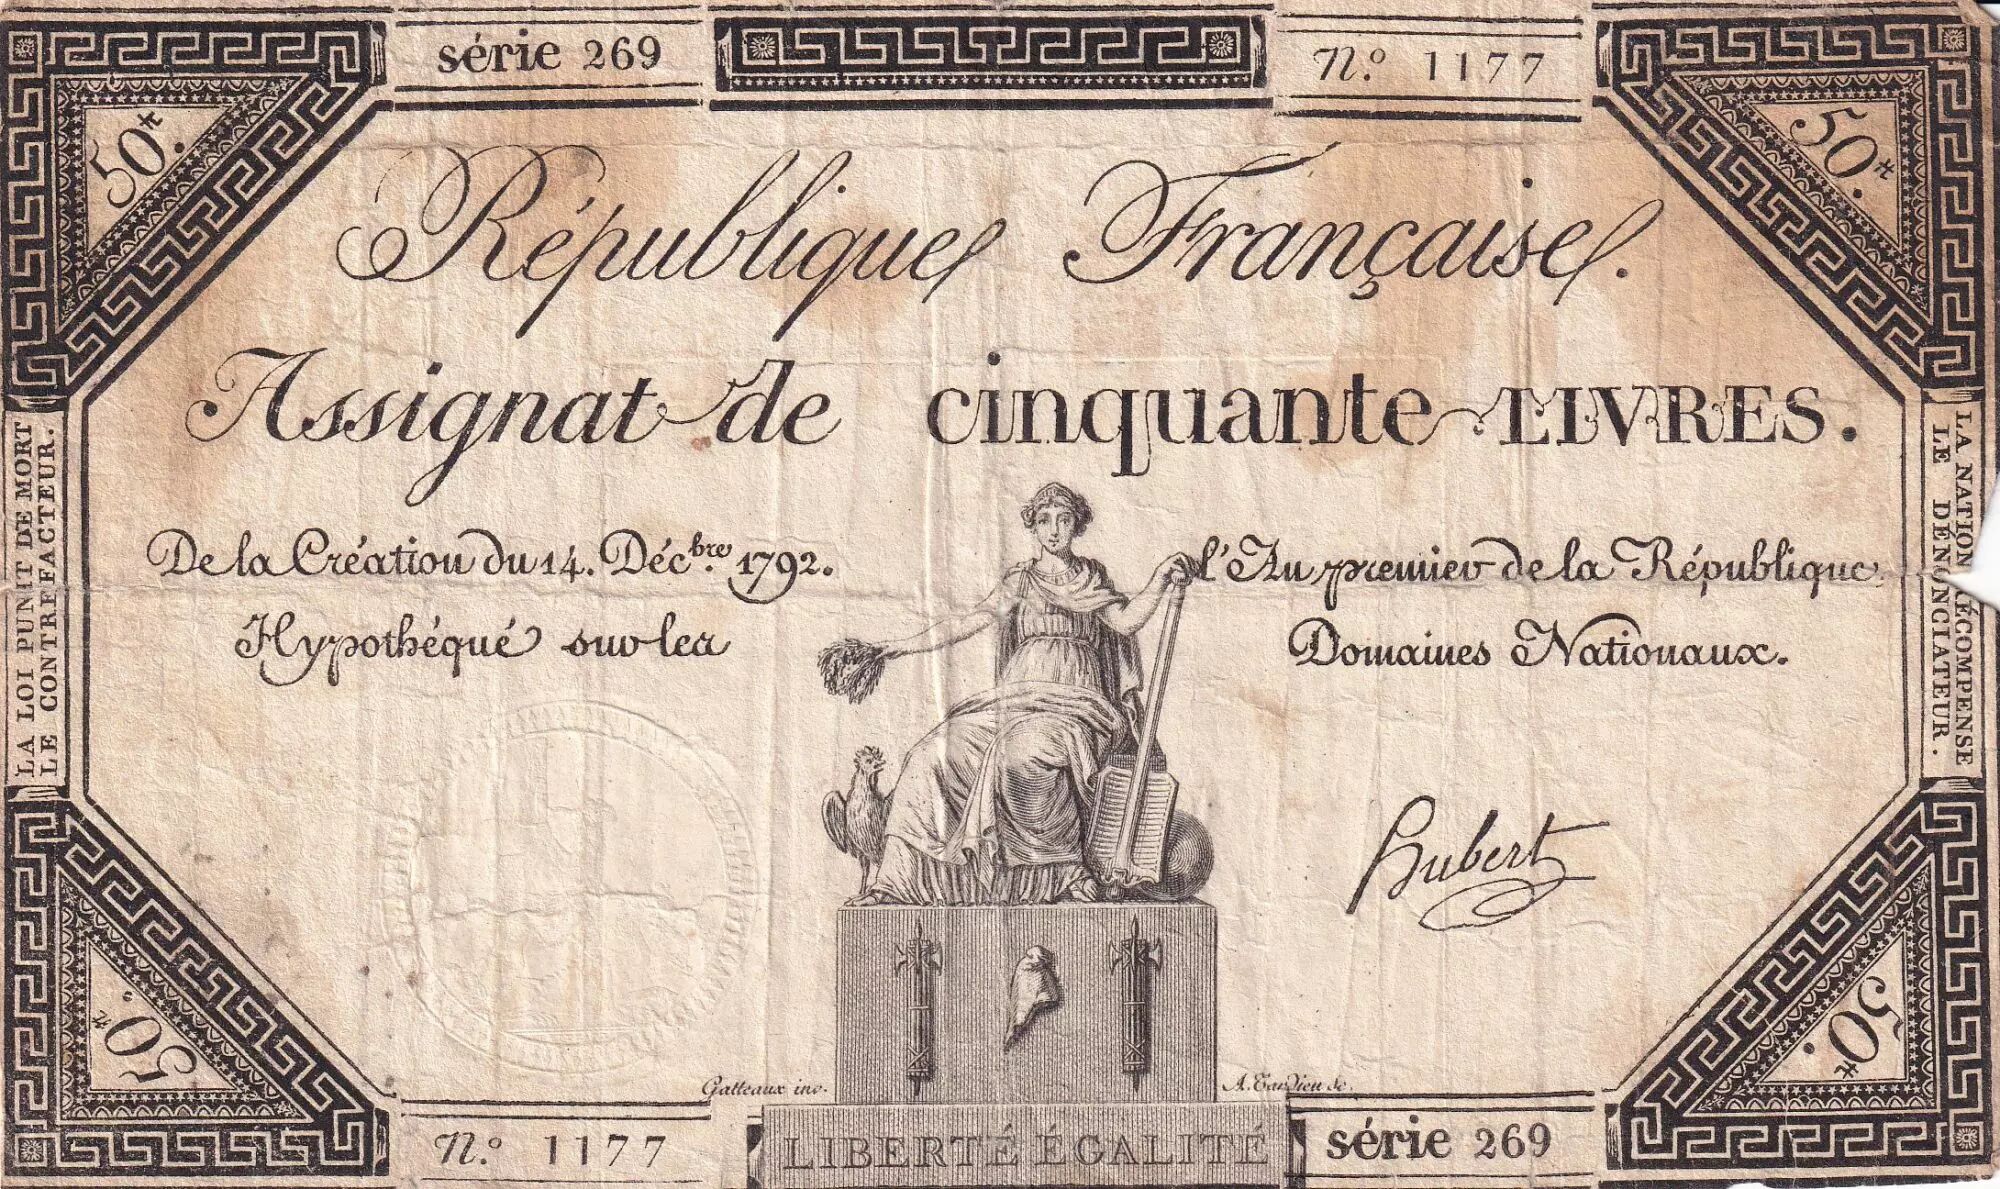 série 269
N.º 1177
50₶.
50₶.
République Française.
Assignat de cinquante LIVRES.
De la Création du 14. Déc.bre 1792.
l'An premier de la République.
Hypothéqué sur les
Domaines Nationaux.
LA LOI PUNIT DE MORT
LE CONTREFACTEUR.
LA NATION RÉCOMPENSE
LE DÉNONCIATEUR.
Hubert
Gatteaux inv.
A. Tardieu sc.
50₶.
50₶.
N.º 1177
LIBERTÉ ÉGALITÉ
série 269